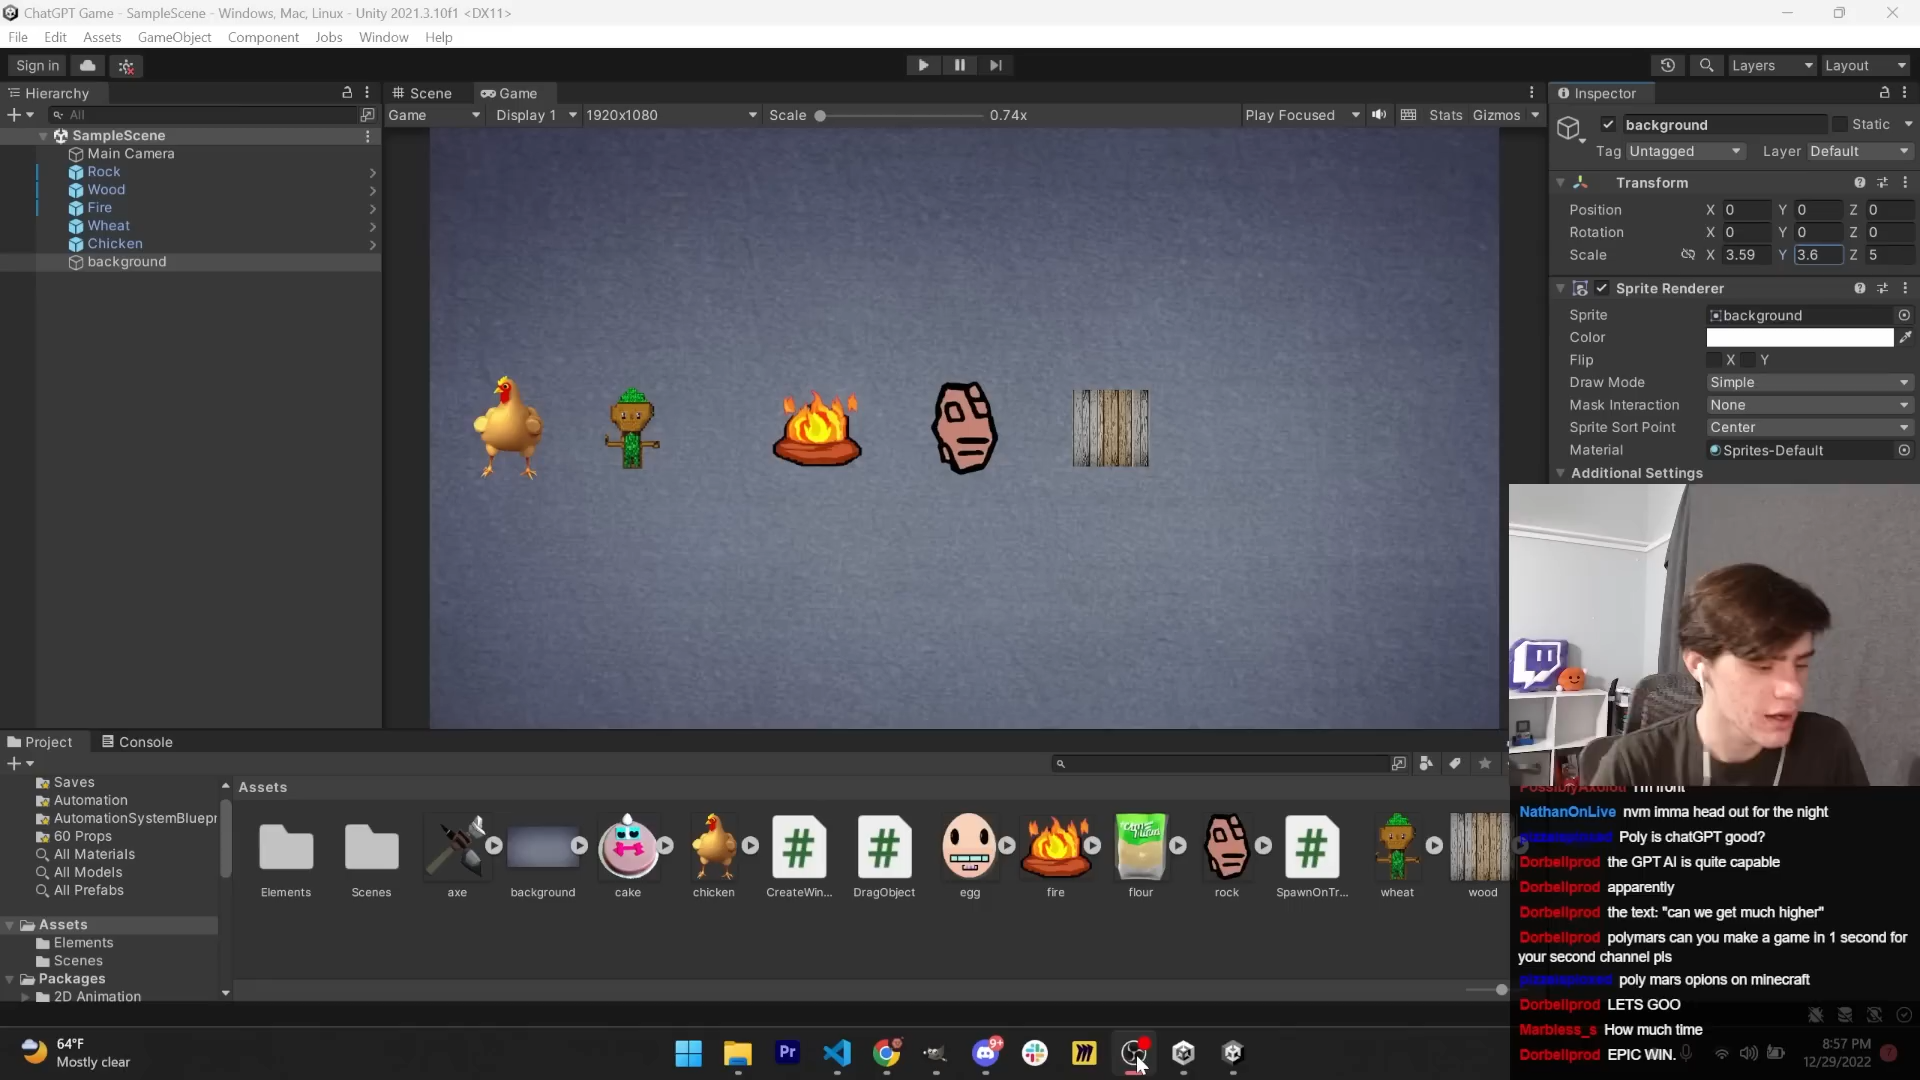 ChatGPT Game - SampleScene - Windows, Mac, Linux - Unity 2021.3.10f1 <DX11>
File Edit Assets GameObject Component Jobs Window Help
Sign in
Layers
Layout
Hierarchy
All
SampleScene
Main Camera
Rock
Wood
Fire
Wheat
Chicken
background
Scene
Game
Game
Display 1
1920x1080
Scale
0.74x
Play Focused
Stats
Gizmos
Inspector
background
Static
Tag Untagged
Layer Default
Transform
Position X 0 Y 0 Z 0
Rotation X 0 Y 0 Z 0
Scale X 3.59 Y 3.6 Z 5
Sprite Renderer
Sprite background
Color
Flip X Y
Draw Mode Simple
Mask Interaction None
Sprite Sort Point Center
Material Sprites-Default
Additional Settings
Project
Console
Saves
Automation
AutomationSystemBluepr
60 Props
All Materials
All Models
All Prefabs
Assets
Elements
Scenes
Packages
2D Animation
Assets
Elements
Scenes
axe
background
cake
chicken
CreateWin...
DragObject
egg
fire
flour
rock
SpawnOnTr...
wheat
wood
NathanOnLive nvm imma head out for the night
Poly is chatGPT good?
Dorbellprod the GPT AI is quite capable
Dorbellprod apparently
Dorbellprod the text: "can we get much higher"
Dorbellprod polymars can you make a game in 1 second for
your second channel pls
poly mars opions on minecraft
Dorbellprod LETS GOO
Marbless_s How much time
Dorbellprod EPIC WIN.
64°F
Mostly clear
Pr
9+
8:57 PM
12/29/2022
7